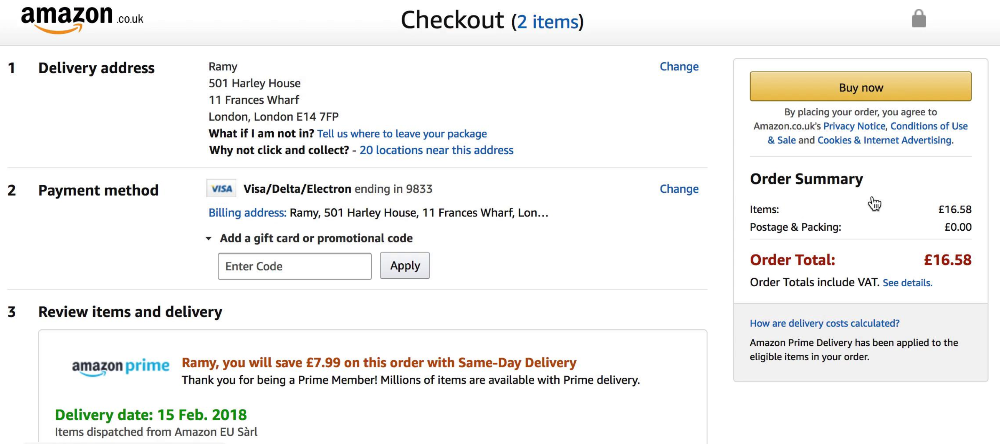 amazon.co.uk
Checkout (2 items)
1 Delivery address
Ramy
501 Harley House
11 Frances Wharf
London, London E14 7FP
What if I am not in? Tell us where to leave your package
Why not click and collect? - 20 locations near this address
Change
2 Payment method
VISA Visa/Delta/Electron ending in 9833
Change
Billing address: Ramy, 501 Harley House, 11 Frances Wharf, Lon...
Add a gift card or promotional code
Enter Code
Apply
3 Review items and delivery
amazon prime
Ramy, you will save £7.99 on this order with Same-Day Delivery
Thank you for being a Prime Member! Millions of items are available with Prime delivery.
Delivery date: 15 Feb. 2018
Items dispatched from Amazon EU Sàrl
Buy now
By placing your order, you agree to
Amazon.co.uk's Privacy Notice, Conditions of Use
& Sale and Cookies & Internet Advertising.
Order Summary
Items: £16.58
Postage & Packing: £0.00
Order Total: £16.58
Order Totals include VAT. See details.
How are delivery costs calculated?
Amazon Prime Delivery has been applied to the
eligible items in your order.